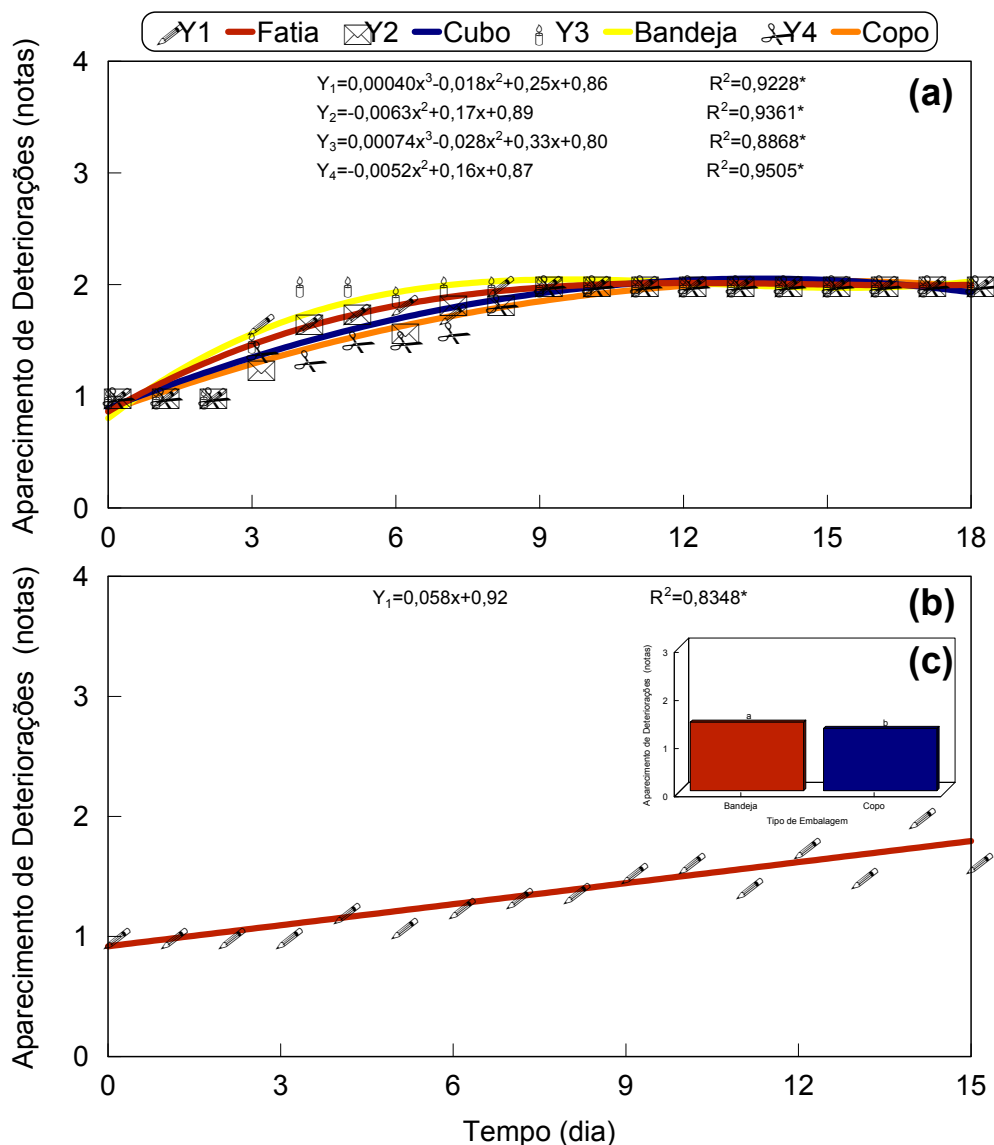 Y1 Fatia Y2 Cubo Y3 Bandeja Y4 Copo
Aparecimento de Deteriorações (notas)
4
3
2
1
0
Y₁=0,00040x³-0,018x²+0,25x+0,86 R²=0,9228*
Y₂=-0,0063x²+0,17x+0,89 R²=0,9361*
Y₃=0,00074x³-0,028x²+0,33x+0,80 R²=0,8868*
Y₄=-0,0052x²+0,16x+0,87 R²=0,9505*
(a)
0 3 6 9 12 15 18
Aparecimento de Deteriorações (notas)
4
3
2
1
0
Y₁=0,058x+0,92 R²=0,8348*
(b)
(c)
Aparecimento de Deteriorações (notas)
3
2
1
0
a b
Bandeja Copo
Tipo de Embalagem
0 3 6 9 12 15
Tempo (dia)